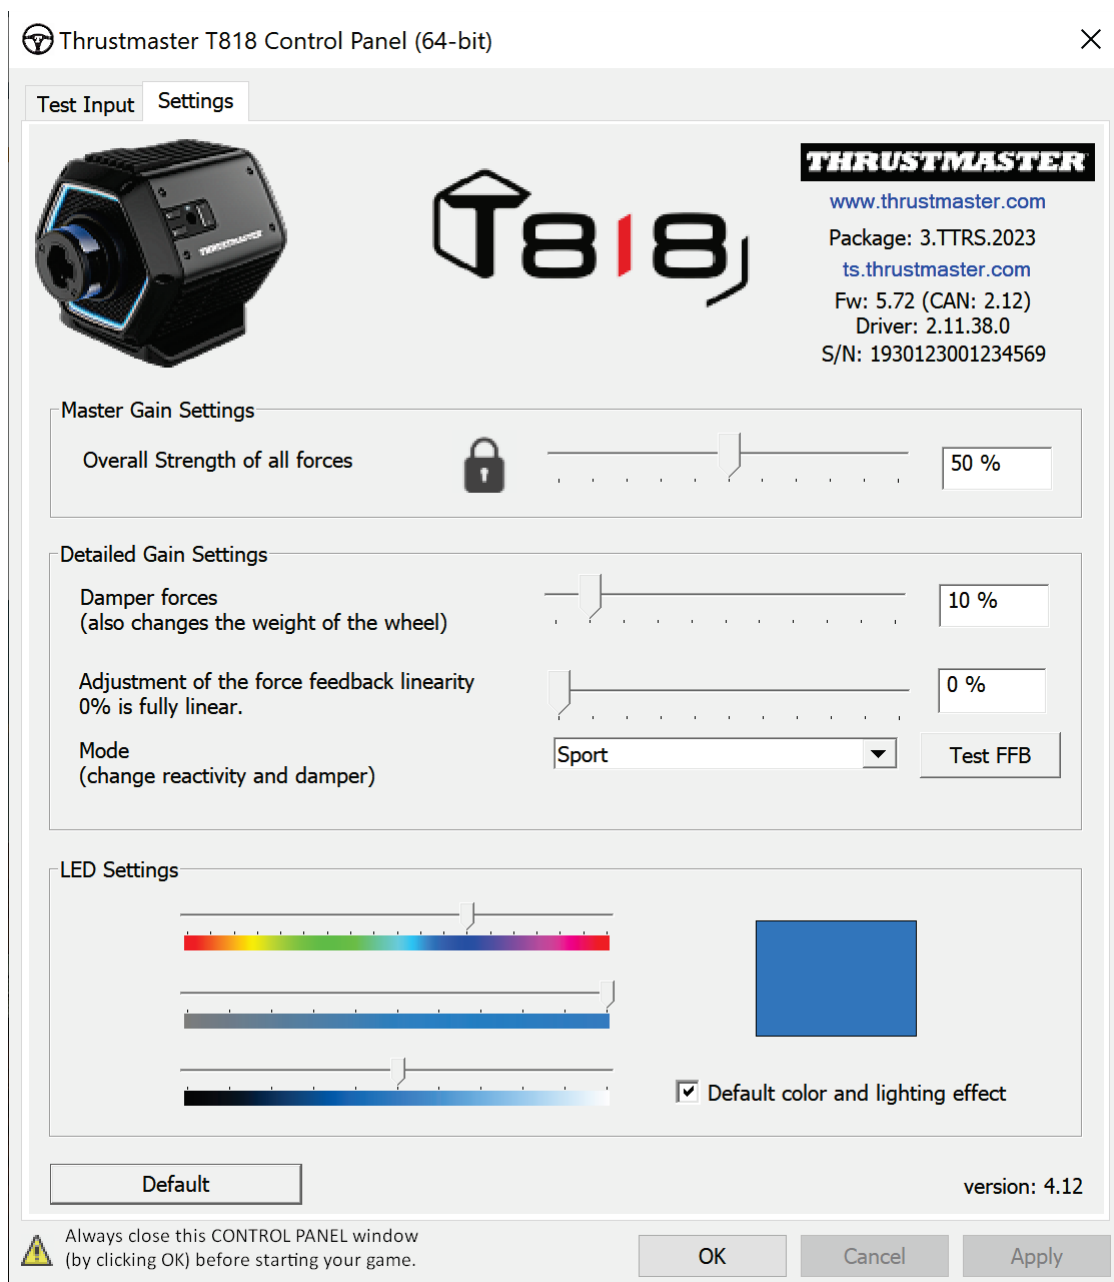 Thrustmaster T818 Control Panel (64-bit)
Test Input
Settings
THRUSTMASTER
T818
THRUSTMASTER
www.thrustmaster.com
Package: 3.TTRS.2023
ts.thrustmaster.com
Fw: 5.72 (CAN: 2.12)
Driver: 2.11.38.0
S/N: 1930123001234569
Master Gain Settings
Overall Strength of all forces
50 %
Detailed Gain Settings
Damper forces
(also changes the weight of the wheel)
10 %
Adjustment of the force feedback linearity
0% is fully linear.
0 %
Mode
(change reactivity and damper)
Sport
Test FFB
LED Settings
Default color and lighting effect
Default
version: 4.12
Always close this CONTROL PANEL window
(by clicking OK) before starting your game.
OK
Cancel
Apply